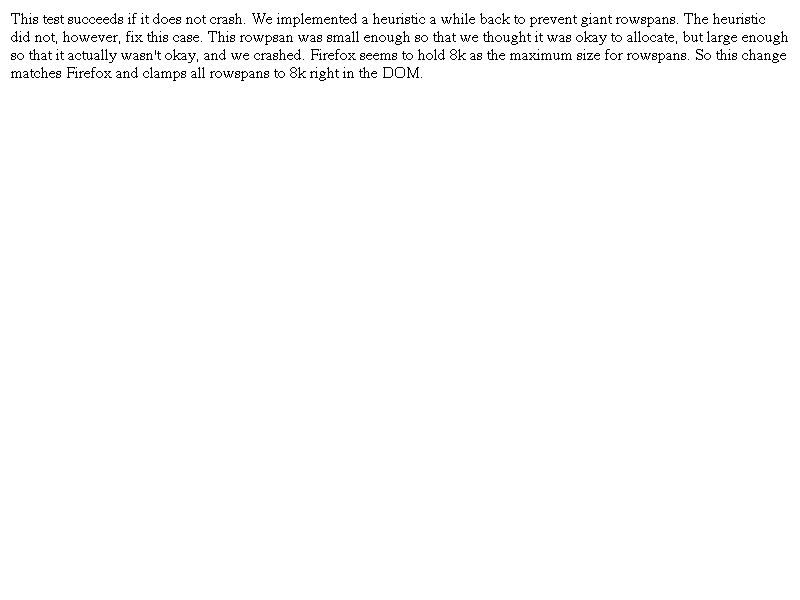 This test succeeds if it does not crash. We implemented a heuristic a while back to prevent giant rowspans. The heuristic
did not, however, fix this case. This rowpsan was small enough so that we thought it was okay to allocate, but large enough
so that it actually wasn't okay, and we crashed. Firefox seems to hold 8k as the maximum size for rowspans. So this change
matches Firefox and clamps all rowspans to 8k right in the DOM.